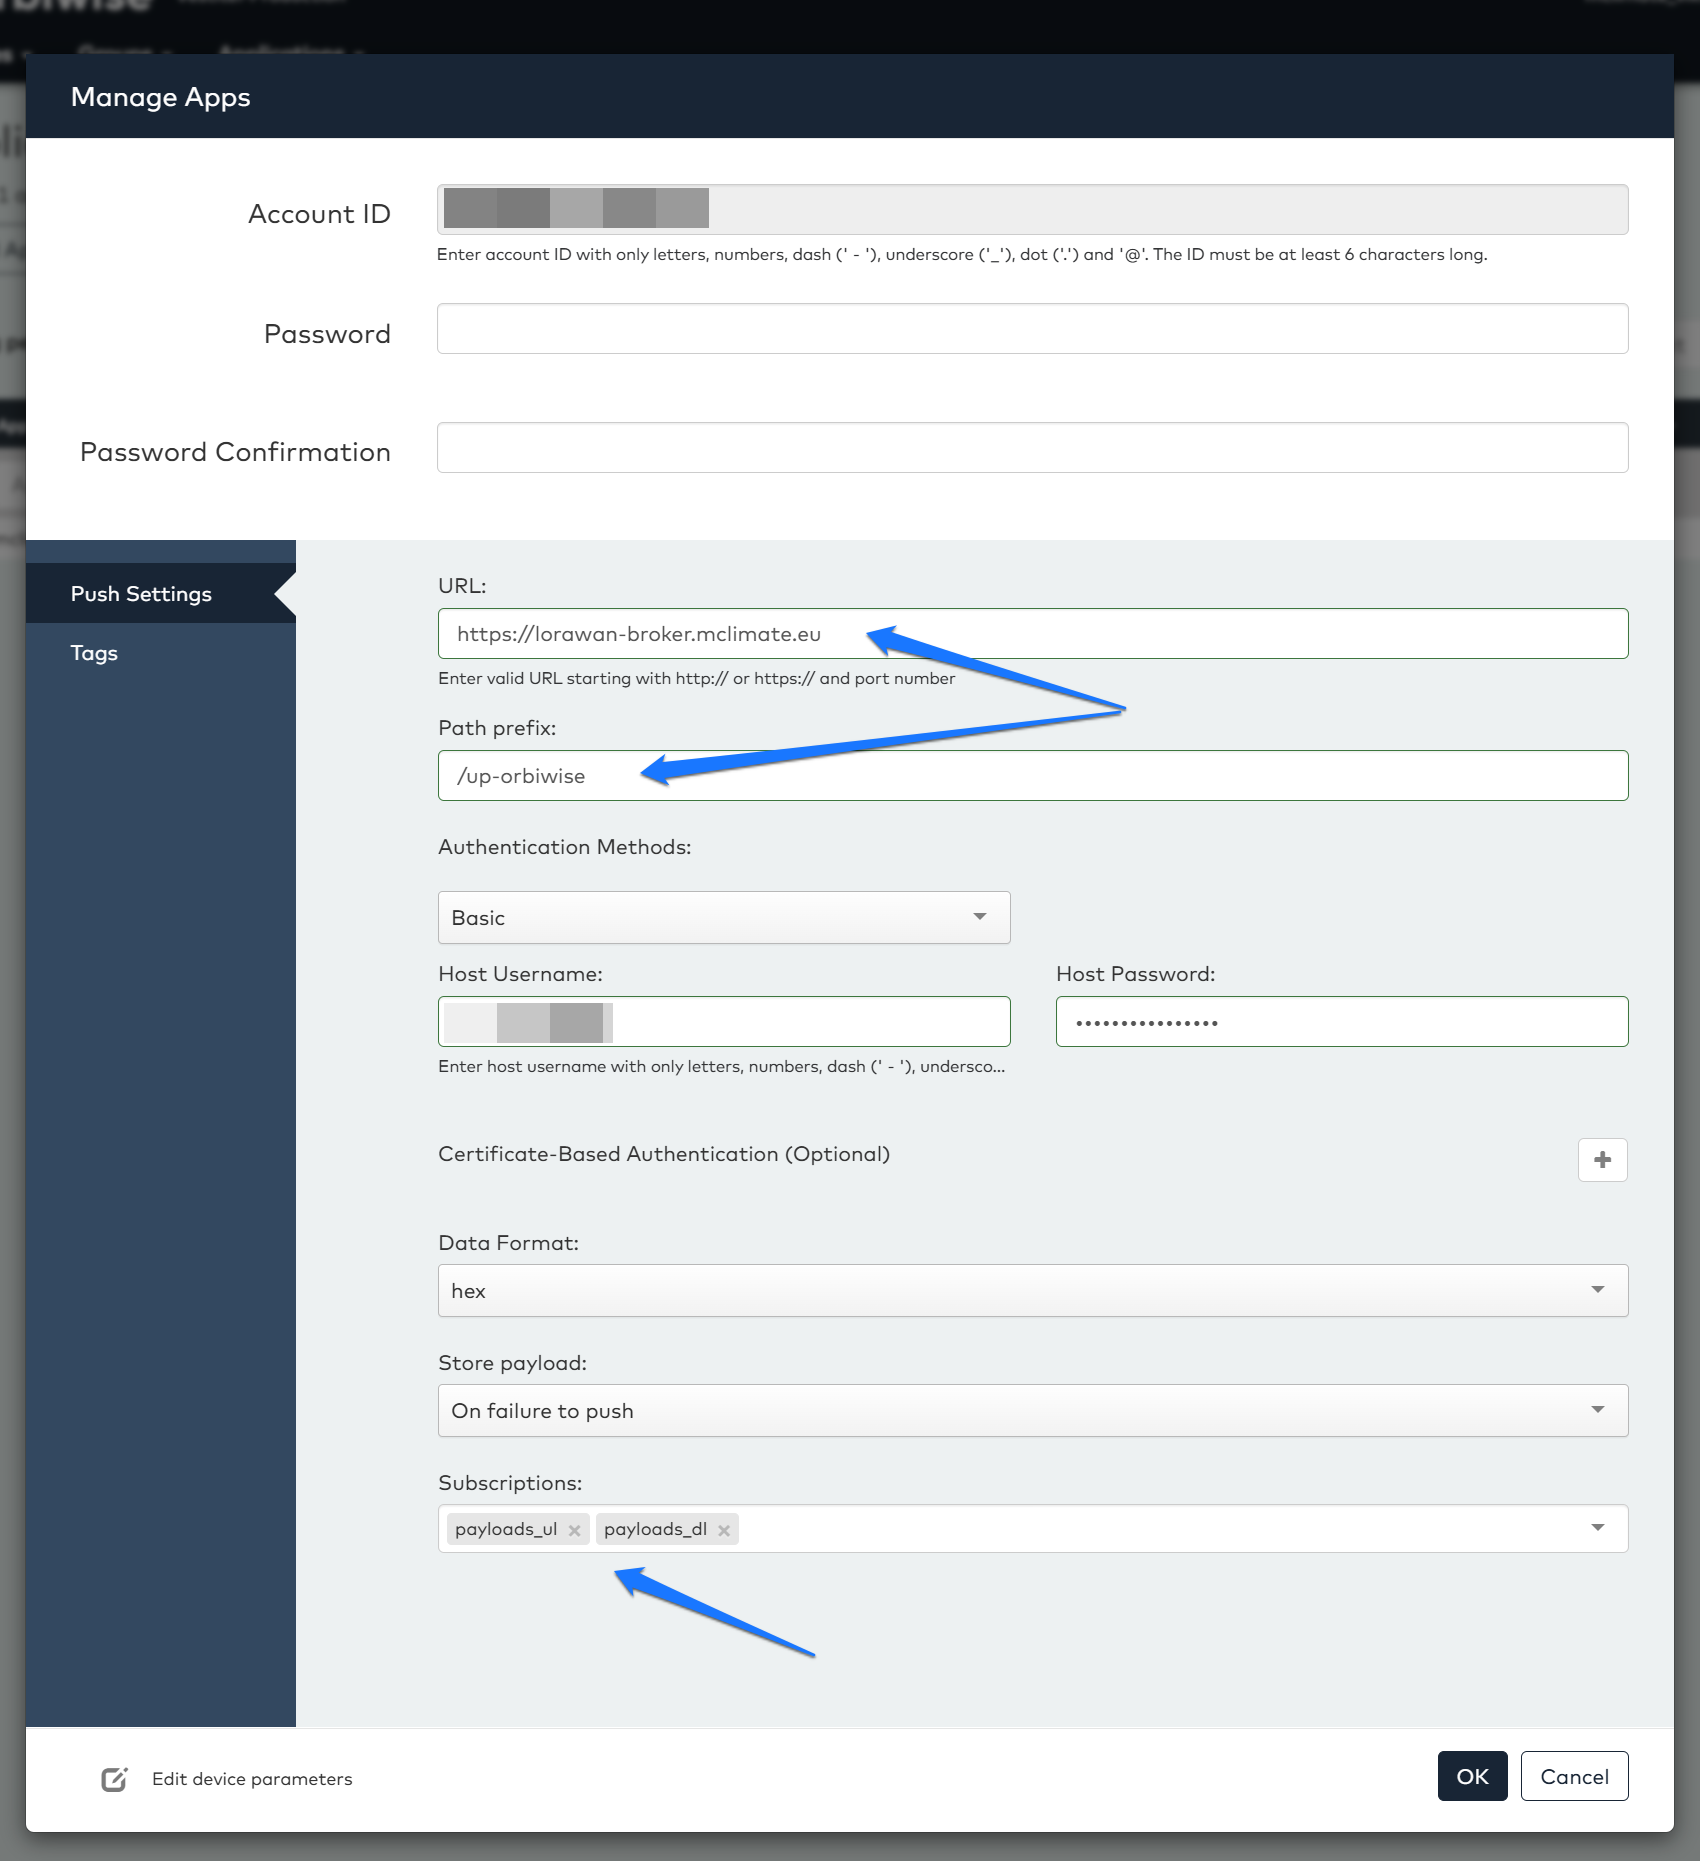 Groups
Applications
Manage Apps
Account ID
Enter account ID with only letters, numbers, dash (' - '), underscore ('_'), dot ('.') and '@'. The ID must be at least 6 characters long.
Password
Password Confirmation
Push Settings
Tags
URL:
https://lorawan-broker.mclimate.eu
Enter valid URL starting with http:// or https:// and port number
Path prefix:
/up-orbiwise
Authentication Methods:
Basic
Host Username:
Host Password:
••••••••••••••••
Enter host username with only letters, numbers, dash (' - '), undersco...
Certificate-Based Authentication (Optional)
Data Format:
hex
Store payload:
On failure to push
Subscriptions:
payloads_ul × payloads_dl ×
Edit device parameters
OK
Cancel